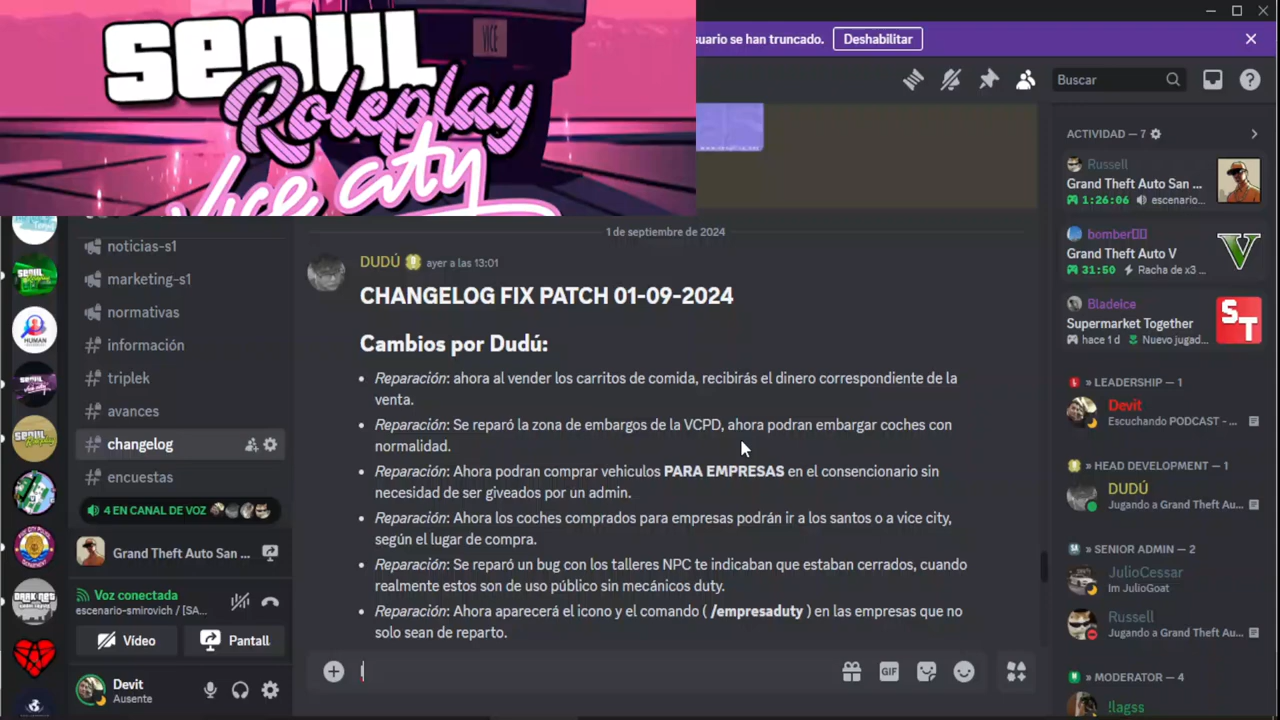 SEOUL
VICE
Roleplay
Vice city
suario se han truncado.
Deshabilitar
Buscar
noticias-s1
marketing-s1
normativas
información
triplek
avances
changelog
encuestas
4 EN CANAL DE VOZ
Grand Theft Auto San ...
Voz conectada
escenario-smirovich / [SA...
Vídeo
Pantall
Devit
Ausente
1 de septiembre de 2024
DUDÚ ayer a las 13:01
CHANGELOG FIX PATCH 01-09-2024
Cambios por Dudú:
• Reparación: ahora al vender los carritos de comida, recibirás el dinero correspondiente de la
venta.
• Reparación: Se reparó la zona de embargos de la VCPD, ahora podran embargar coches con
normalidad.
• Reparación: Ahora podran comprar vehiculos PARA EMPRESAS en el consencionario sin
necesidad de ser giveados por un admin.
• Reparación: Ahora los coches comprados para empresas podrán ir a los santos o a vice city,
según el lugar de compra.
• Reparación: Se reparó un bug con los talleres NPC te indicaban que estaban cerrados, cuando
realmente estos son de uso público sin mecánicos duty.
• Reparación: Ahora aparecerá el icono y el comando ( /empresaduty ) en las empresas que no
solo sean de reparto.
GIF
ACTIVIDAD — 7
Russell
Grand Theft Auto San ...
1:26:06 escenario...
bomber
Grand Theft Auto V
31:50 Racha de x3 ...
Bladeice
Supermarket Together
hace 1 d Nuevo jugad...
ST
» LEADERSHIP — 1
Devit
Escuchando PODCAST - ...
» HEAD DEVELOPMENT — 1
DUDÚ
Jugando a Grand Theft Au...
» SENIOR ADMIN — 2
JulioCessar
Im JulioGoat
Russell
Jugando a Grand Theft Au...
» MODERATOR — 4
!lagss